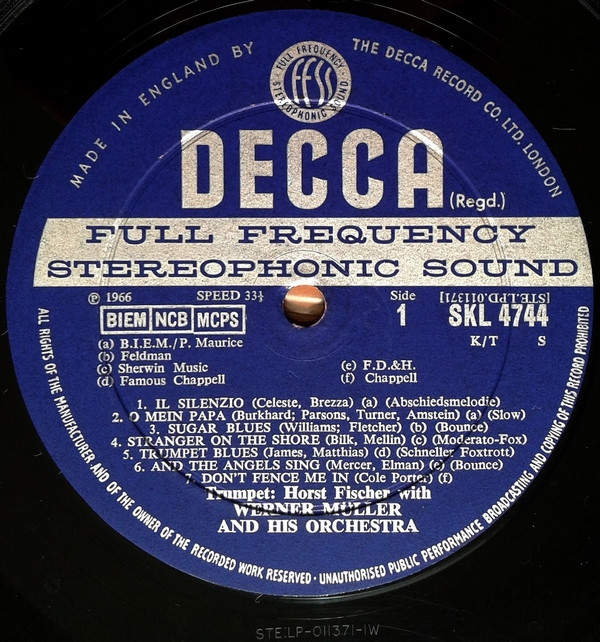 MADE IN ENGLAND BY THE DECCA RECORD CO. LTD. LONDON
FULL FREQUENCY
FFSS
STEREOPHONIC SOUND
DECCA (Regd.)
FULL FREQUENCY
STEREOPHONIC SOUND
Ⓟ 1966 SPEED 33⅓ Side [STE.LPD.011371]
BIEM NCB MCPS 1 SKL 4744
(a) B.I.E.M./P. Maurice K/T S
(b) Feldman
(c) Sherwin Music (e) F.D.&H.
(d) Famous Chappell (f) Chappell
1. IL SILENZIO (Celeste, Brezza) (a) (Abschiedsmelodie)
2. O MEIN PAPA (Burkhard; Parsons, Turner, Amstein) (a) (Slow)
3. SUGAR BLUES (Williams; Fletcher) (b) (Bounce)
4. STRANGER ON THE SHORE (Bilk, Mellin) (c) (Moderato-Fox)
5. TRUMPET BLUES (James, Matthias) (d) (Schneller Foxtrott)
6. AND THE ANGELS SING (Mercer, Elman) (e) (Bounce)
7. DON'T FENCE ME IN (Cole Porter) (f)
Trumpet: Horst Fischer with
WERNER MÜLLER
AND HIS ORCHESTRA
ALL RIGHTS OF THE MANUFACTURER AND OF THE OWNER OF THE RECORDED WORK RESERVED · UNAUTHORISED PUBLIC PERFORMANCE BROADCASTING AND COPYING OF THIS RECORD PROHIBITED
STE:LP-011371-1W